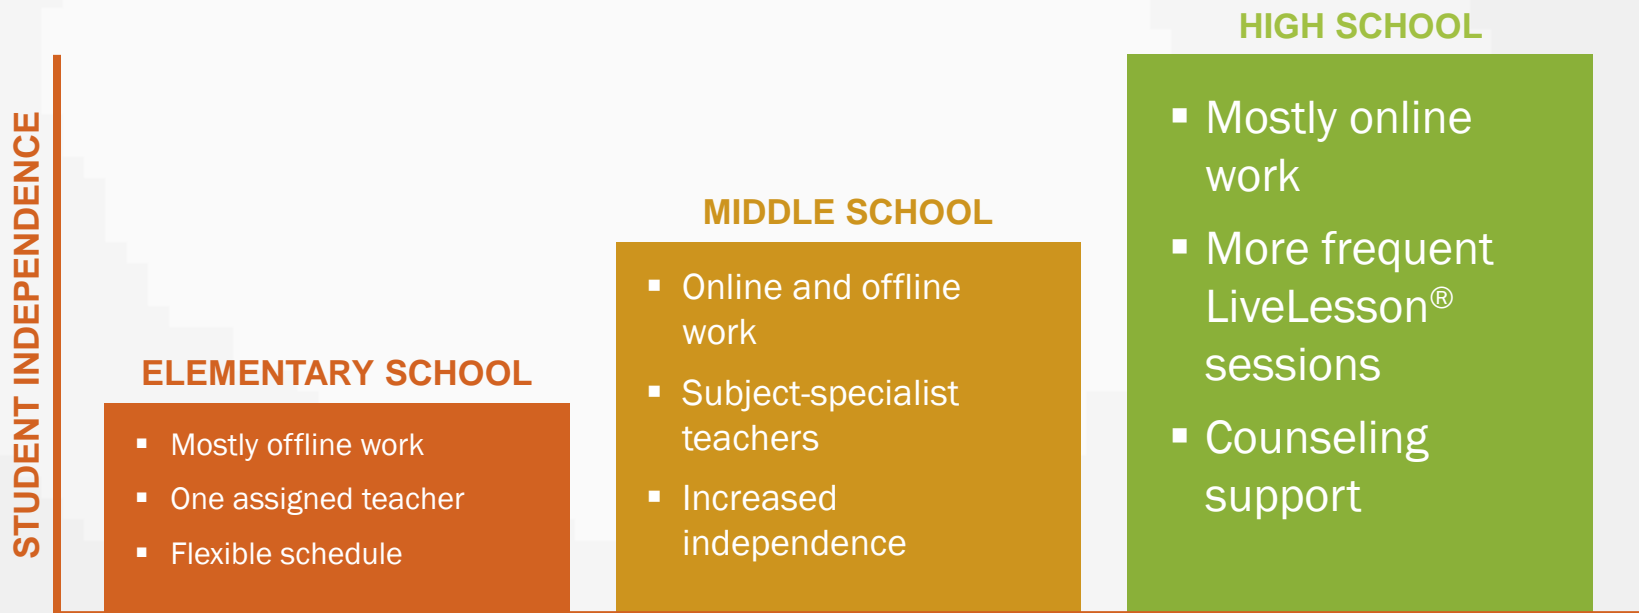 STUDENT INDEPENDENCE
ELEMENTARY SCHOOL
▪ Mostly offline work
▪ One assigned teacher
▪ Flexible schedule
MIDDLE SCHOOL
▪ Online and offline
work
▪ Subject-specialist
teachers
▪ Increased
independence
HIGH SCHOOL
▪ Mostly online
work
▪ More frequent
LiveLesson®
sessions
▪ Counseling
support